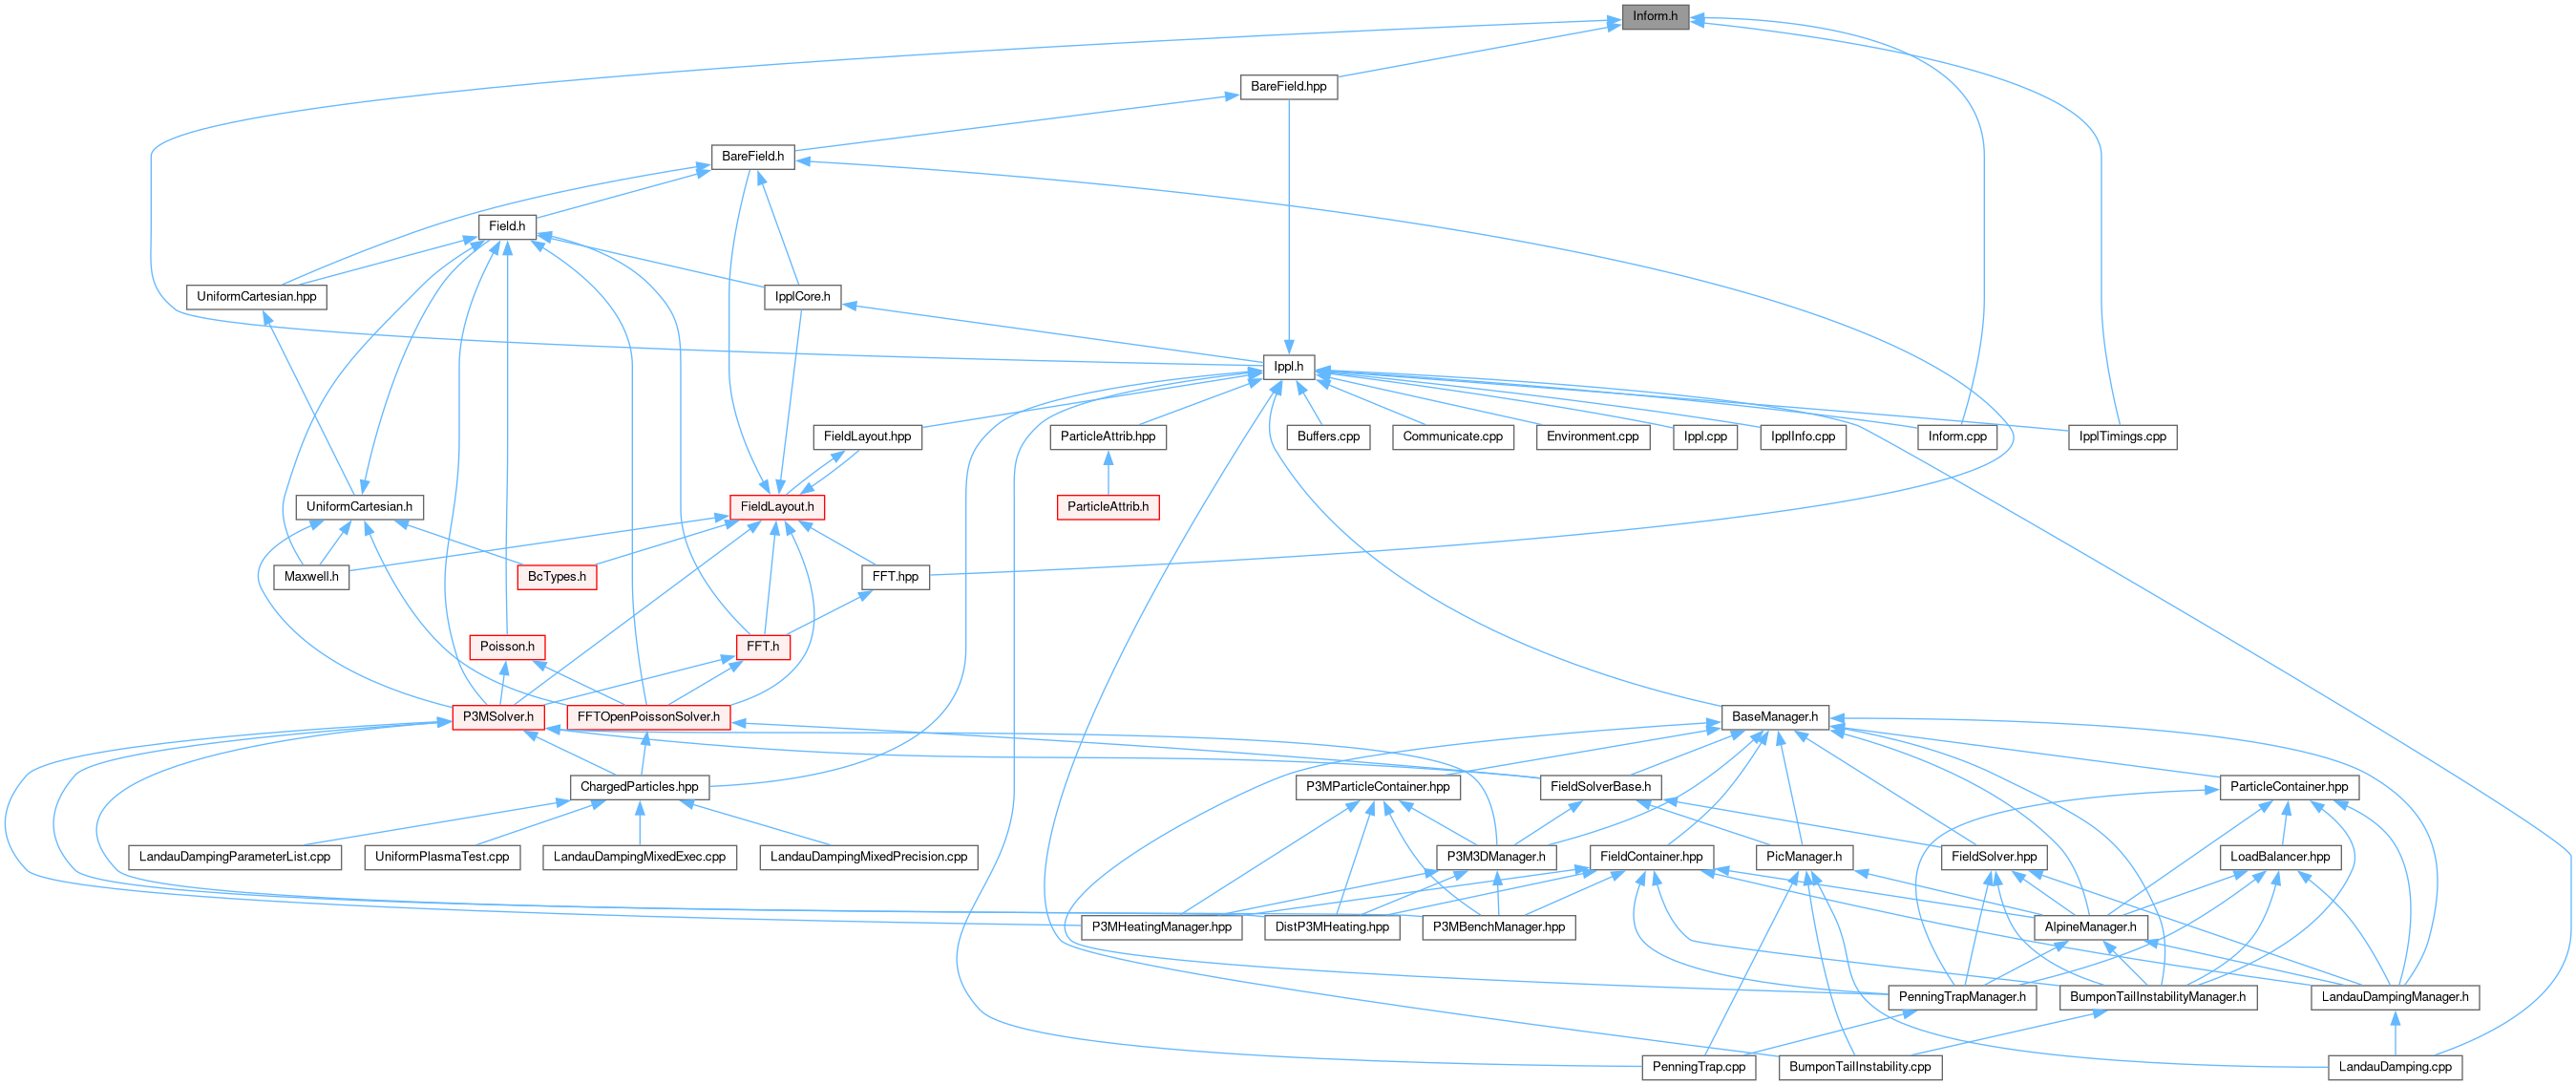 Inform.h
BareField.hpp
BareField.h
Field.h
UniformCartesian.hpp
IpplCore.h
Ippl.h
FieldLayout.hpp
ParticleAttrib.hpp
Buffers.cpp
Communicate.cpp
Environment.cpp
Ippl.cpp
IpplInfo.cpp
Inform.cpp
IpplTimings.cpp
UniformCartesian.h
FieldLayout.h
ParticleAttrib.h
Maxwell.h
BcTypes.h
FFT.hpp
Poisson.h
FFT.h
P3MSolver.h
FFTOpenPoissonSolver.h
BaseManager.h
ChargedParticles.hpp
P3MParticleContainer.hpp
FieldSolverBase.h
ParticleContainer.hpp
LandauDampingParameterList.cpp
UniformPlasmaTest.cpp
LandauDampingMixedExec.cpp
LandauDampingMixedPrecision.cpp
P3M3DManager.h
FieldContainer.hpp
PicManager.h
FieldSolver.hpp
LoadBalancer.hpp
P3MHeatingManager.hpp
DistP3MHeating.hpp
P3MBenchManager.hpp
AlpineManager.h
PenningTrapManager.h
BumponTailInstabilityManager.h
LandauDampingManager.h
PenningTrap.cpp
BumponTailInstability.cpp
LandauDamping.cpp